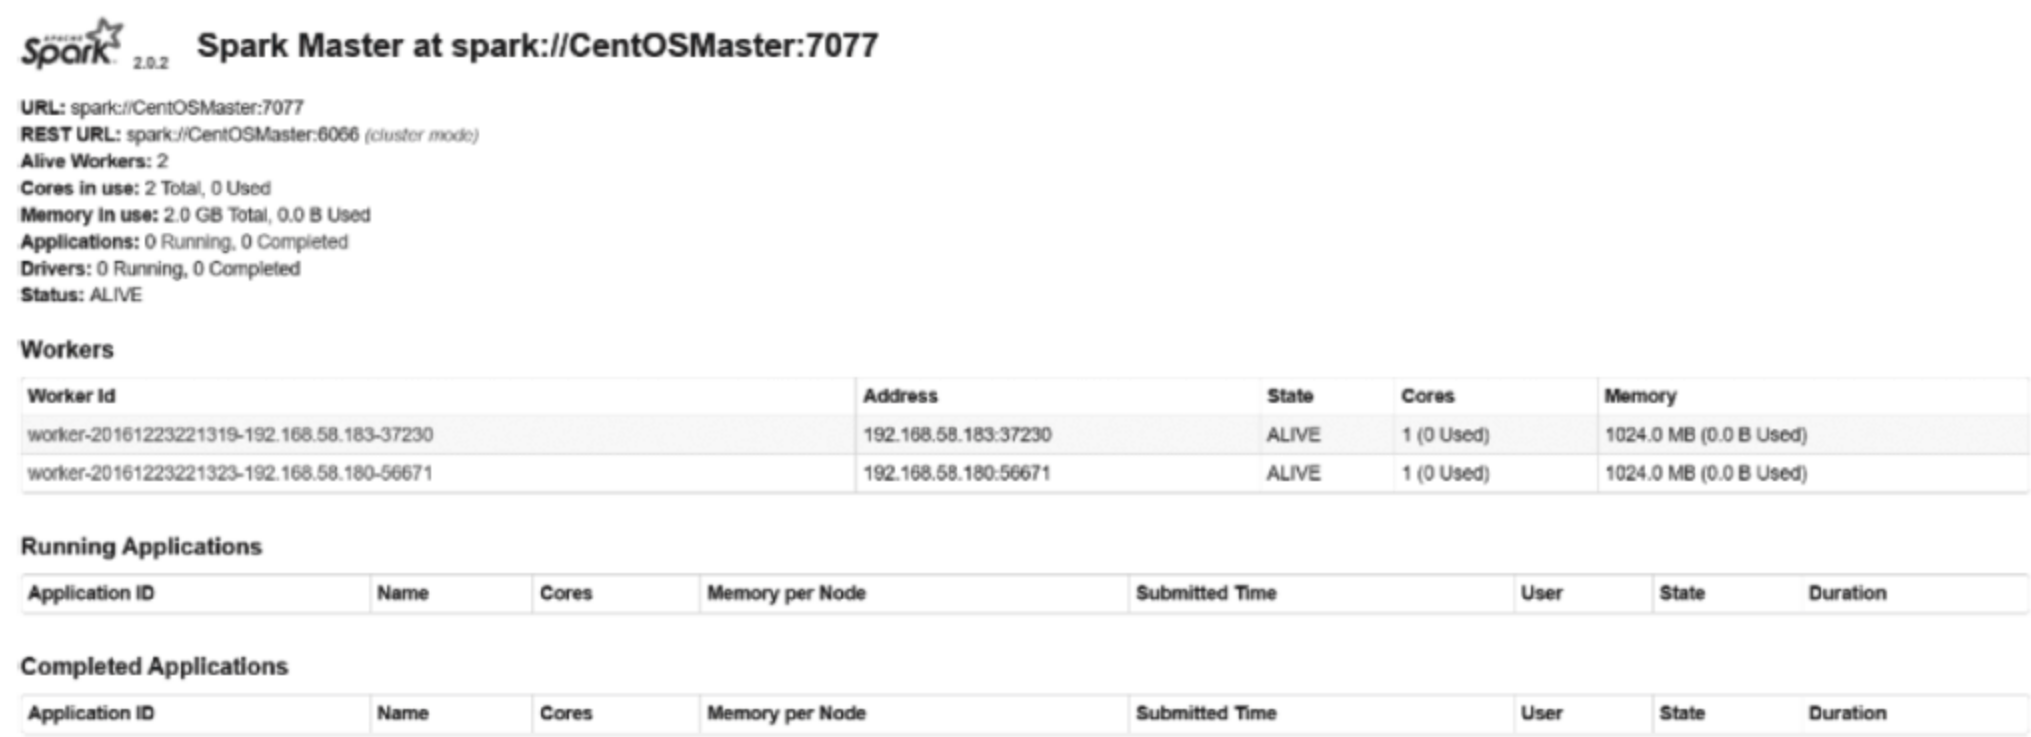 APACHE
Spark 2.0.2 Spark Master at spark://CentOSMaster:7077
URL: spark://CentOSMaster:7077
REST URL: spark://CentOSMaster:6066 (cluster mode)
Alive Workers: 2
Cores in use: 2 Total, 0 Used
Memory in use: 2.0 GB Total, 0.0 B Used
Applications: 0 Running, 0 Completed
Drivers: 0 Running, 0 Completed
Status: ALIVE
Workers
Worker Id Address State Cores Memory
worker-20161223221319-192.168.58.183-37230 192.168.58.183:37230 ALIVE 1 (0 Used) 1024.0 MB (0.0 B Used)
worker-20161223221323-192.168.58.180-56671 192.168.58.180:56671 ALIVE 1 (0 Used) 1024.0 MB (0.0 B Used)
Running Applications
Application ID Name Cores Memory per Node Submitted Time User State Duration
Completed Applications
Application ID Name Cores Memory per Node Submitted Time User State Duration